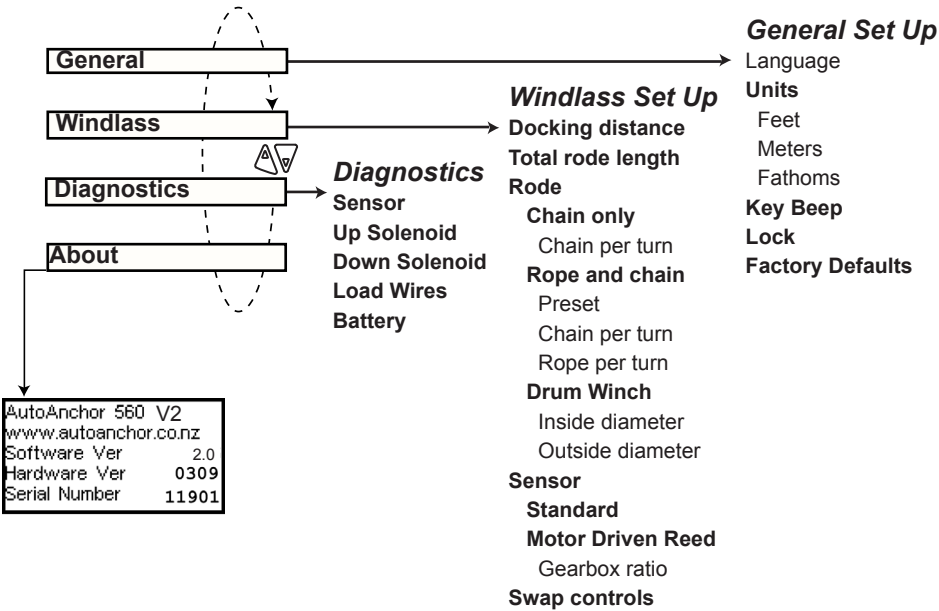 General
Windlass
Diagnostics
About
AutoAnchor 560 V2
www.autoanchor.co.nz
Software Ver 2.0
Hardware Ver 0309
Serial Number 11901
Diagnostics
Sensor
Up Solenoid
Down Solenoid
Load Wires
Battery
Windlass Set Up
Docking distance
Total rode length
Rode
Chain only
Chain per turn
Rope and chain
Preset
Chain per turn
Rope per turn
Drum Winch
Inside diameter
Outside diameter
Sensor
Standard
Motor Driven Reed
Gearbox ratio
Swap controls
General Set Up
Language
Units
Feet
Meters
Fathoms
Key Beep
Lock
Factory Defaults